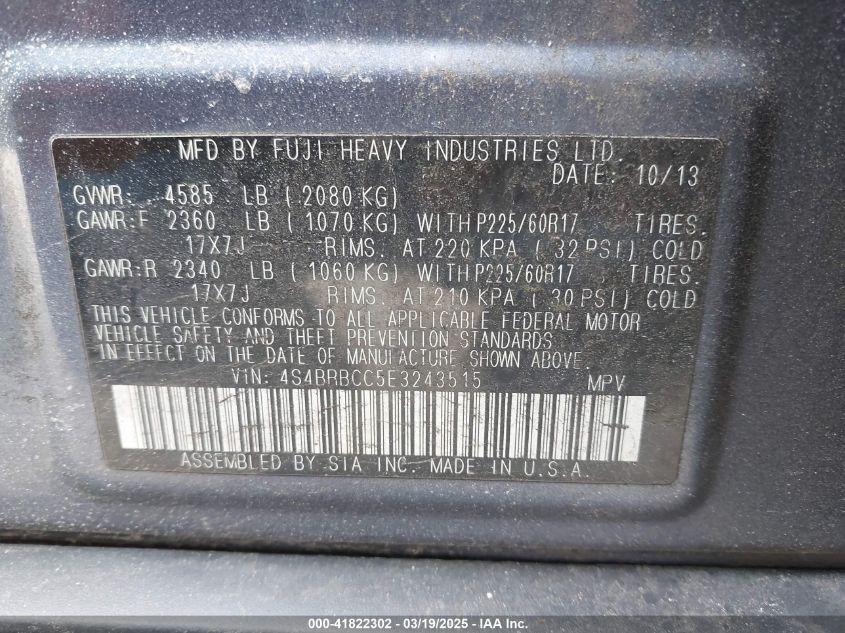 MFD BY FUJI HEAVY INDUSTRIES LTD.
DATE: 10/13
GVWR: 4585 LB ( 2080 KG)
GAWR:F 2360 LB ( 1070 KG) WITH P225/60R17 TIRES.
17X7J RIMS. AT 220 KPA ( 32 PSI) COLD
GAWR:R 2340 LB ( 1060 KG) WITH P225/60R17 TIRES.
17X7J RIMS. AT 210 KPA ( 30 PSI) COLD
THIS VEHICLE CONFORMS TO ALL APPLICABLE FEDERAL MOTOR
VEHICLE SAFETY AND THEFT PREVENTION STANDARDS
IN EFFECT ON THE DATE OF MANUFACTURE SHOWN ABOVE.
VIN: 4S4BRBCC5E3243515 MPV
ASSEMBLED BY SIA INC. MADE IN U.S.A.
000-41822302 - 03/19/2025 - IAA Inc.